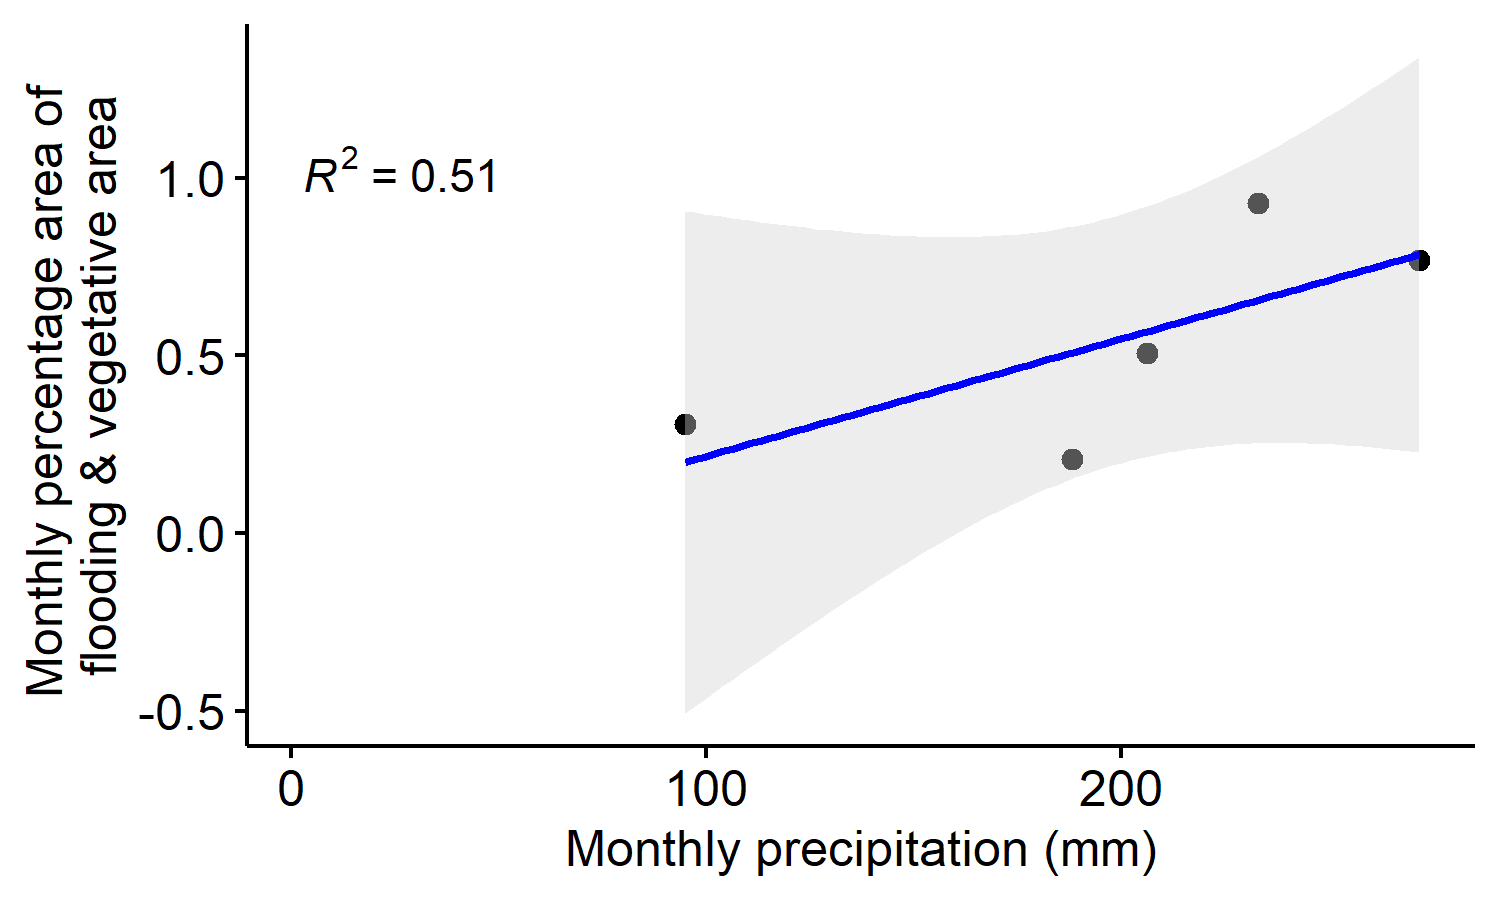 Monthly percentage area of
flooding & vegetative area
1.0
0.5
0.0
-0.5
R² = 0.51
0
100
200
Monthly precipitation (mm)